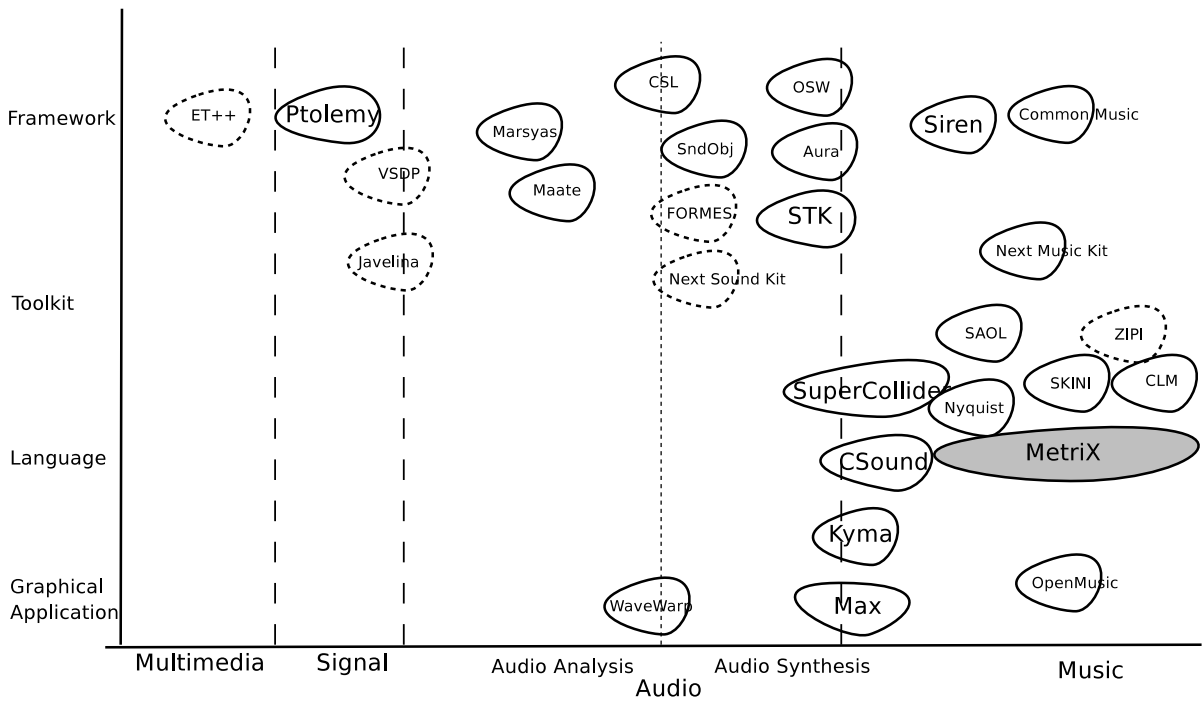 CSL
OSW
ET++
Ptolemy
Framework
Marsyas
Siren
Common Music
SndObj
Aura
VSDP
Maate
FORMES
STK
Next Music Kit
Javelina
Next Sound Kit
Toolkit
SAOL
ZIPI
SuperCollider
SKINI
CLM
Nyquist
Language
CSound
MetriX
Kyma
Graphical
Application
WaveWarp
Max
OpenMusic
Multimedia
Signal
Audio Analysis
Audio Synthesis
Music
Audio